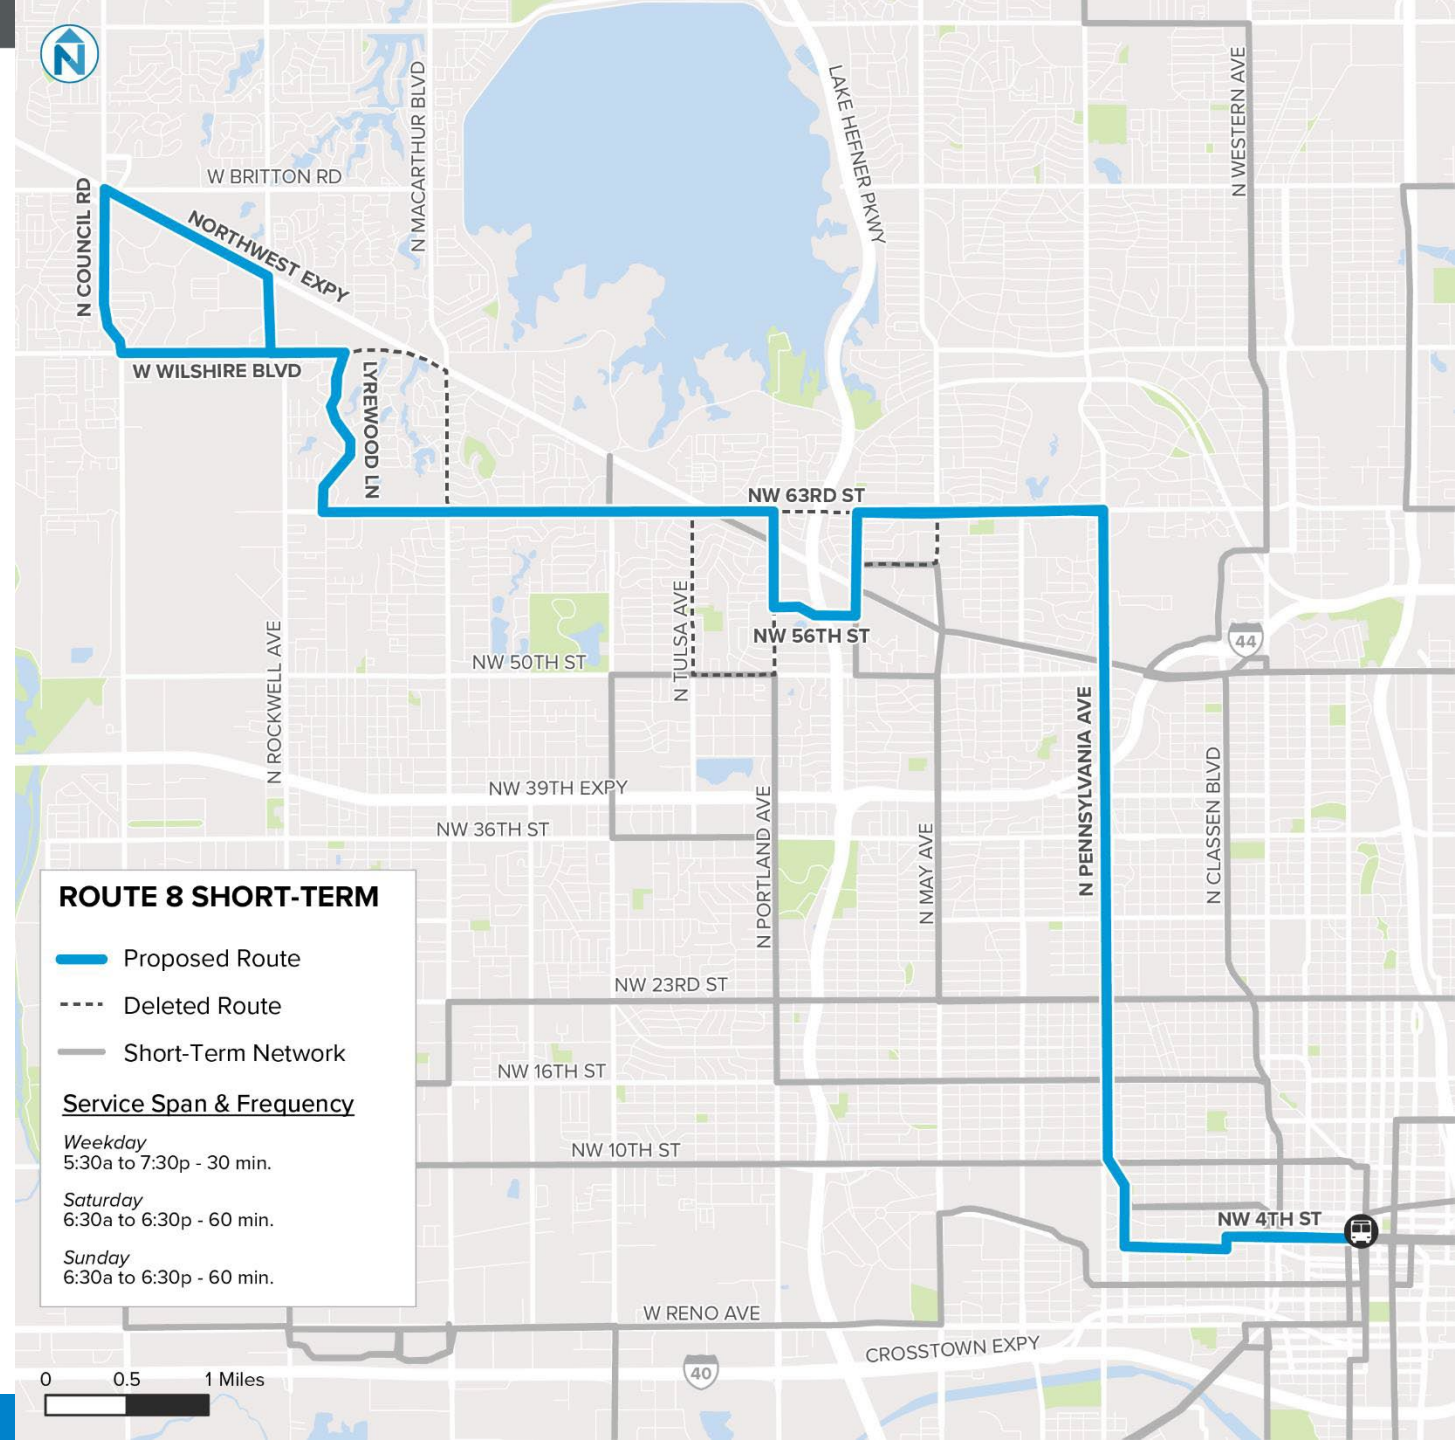 N
W BRITTON RD
N COUNCIL RD
NORTHWEST EXPY
N MACARTHUR BLVD
LAKE HEFNER PKWY
N WESTERN AVE
W WILSHIRE BLVD
LYREWOOD LN
NW 63RD ST
N TULSA AVE
NW 56TH ST
44
N ROCKWELL AVE
NW 50TH ST
N PENNSYLVANIA AVE
N CLASSEN BLVD
NW 39TH EXPY
N PORTLAND AVE
N MAY AVE
NW 36TH ST
NW 23RD ST
NW 16TH ST
NW 10TH ST
NW 4TH ST
W RENO AVE
CROSSTOWN EXPY
40
ROUTE 8 SHORT-TERM
Proposed Route
Deleted Route
Short-Term Network
Service Span & Frequency
Weekday
5:30a to 7:30p - 30 min.
Saturday
6:30a to 6:30p - 60 min.
Sunday
6:30a to 6:30p - 60 min.
0 0.5 1 Miles